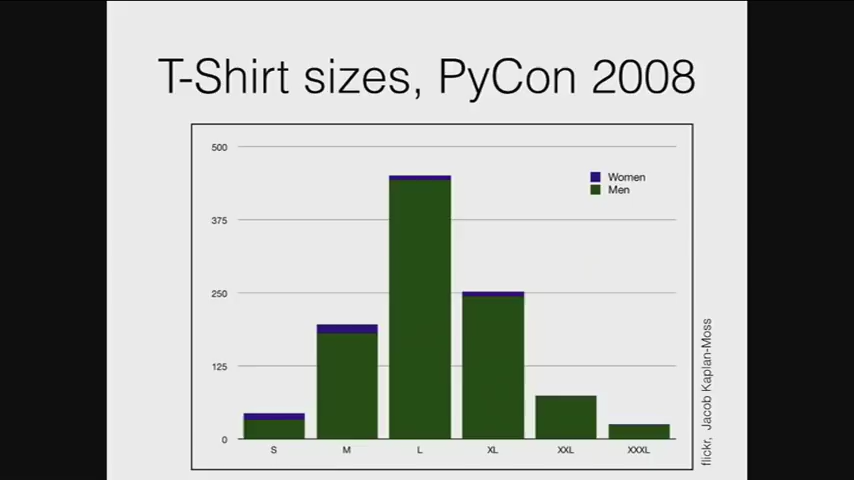 T-Shirt sizes, PyCon 2008
500
Women
Men
375
250
125
0
S M L XL XXL XXXL
flickr, Jacob Kaplan-Moss